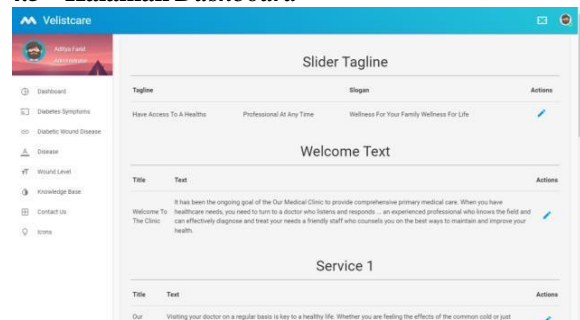 4.3 Halaman Dashboard
Velistcare
Aditya Farid
Administrator
Dashboard
Diabetes Symptoms
Diabetic Wound Disease
Disease
Wound Level
Knowledge Base
Contact Us
Icons
Slider Tagline
Tagline Slogan Actions
Have Access To A Healths Professional At Any Time Wellness For Your Family Wellness For Life
Welcome Text
Title Text Actions
It has been the ongoing goal of the Our Medical Clinic to provide comprehensive primary medical care. When you have
Welcome To healthcare needs, you need to turn to a doctor who listens and responds ... an experienced professional who knows the field and
The Clinic can effectively diagnose and treat your needs a friendly staff who counsels you on the best ways to maintain and improve your
health.
Service 1
Title Text Actions
Our Visiting your doctor on a regular basis is key to a healthy life. Whether you are feeling the effects of the common cold or just